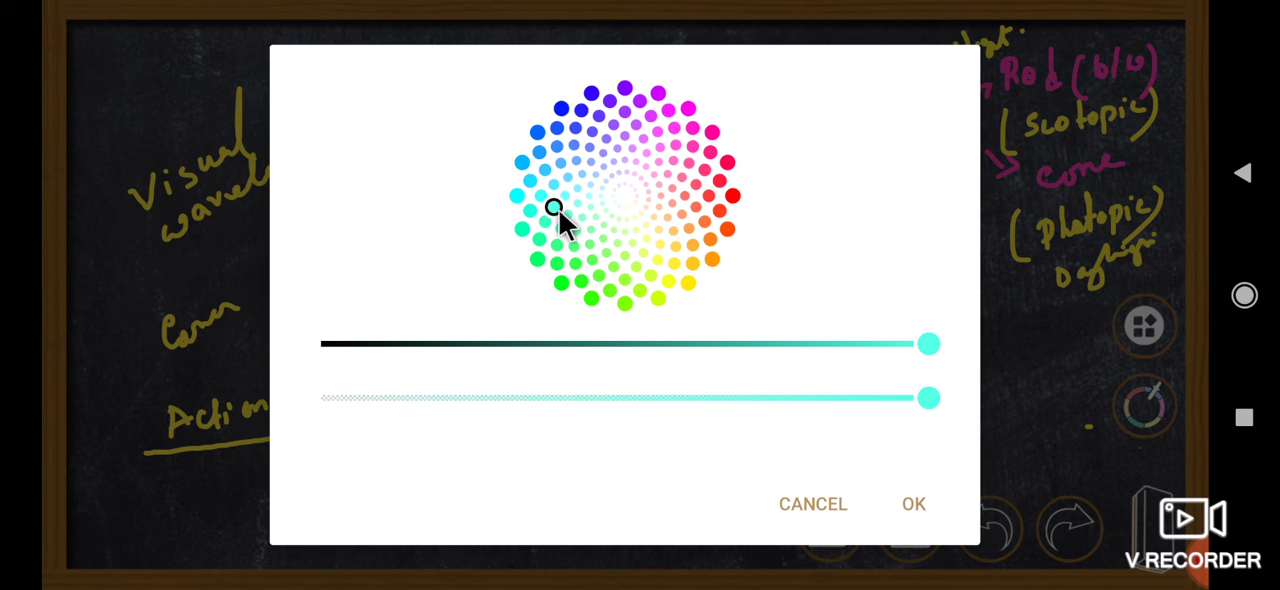 Visual
Rod (b/w)
(Scotopic)
cone
(Photopic)
Action
CANCEL
OK
V RECORDER